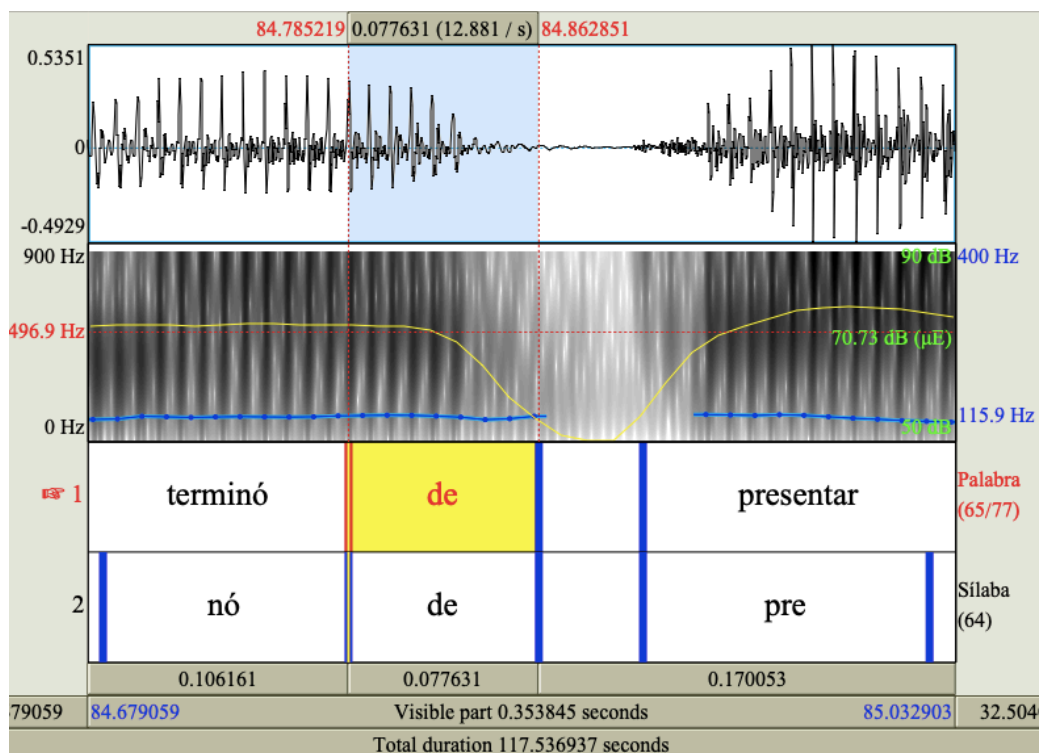 84.785219 0.077631 (12.881 / s) 84.862851
0.5351
0
-0.4929
900 Hz 90 dB 400 Hz
496.9 Hz 70.73 dB (µE)
115.9 Hz
0 Hz 50 dB
☞ 1 terminó de presentar Palabra
(65/77)
2 nó de pre Sílaba
(64)
0.106161 0.077631 0.170053
79059 84.679059 Visible part 0.353845 seconds 85.032903 32.504
Total duration 117.536937 seconds